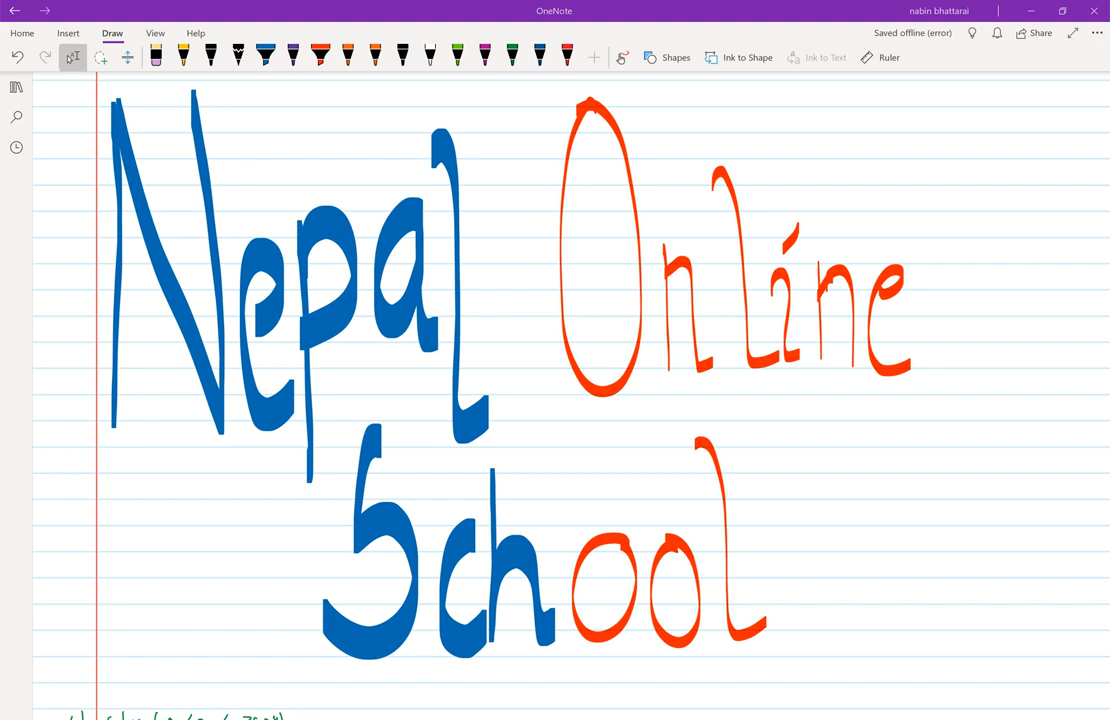 OneNote
nabin bhattarai
Home Insert Draw View Help
Saved offline (error) Share
Shapes Ink to Shape Ink to Text Ruler
Nepal Online
School